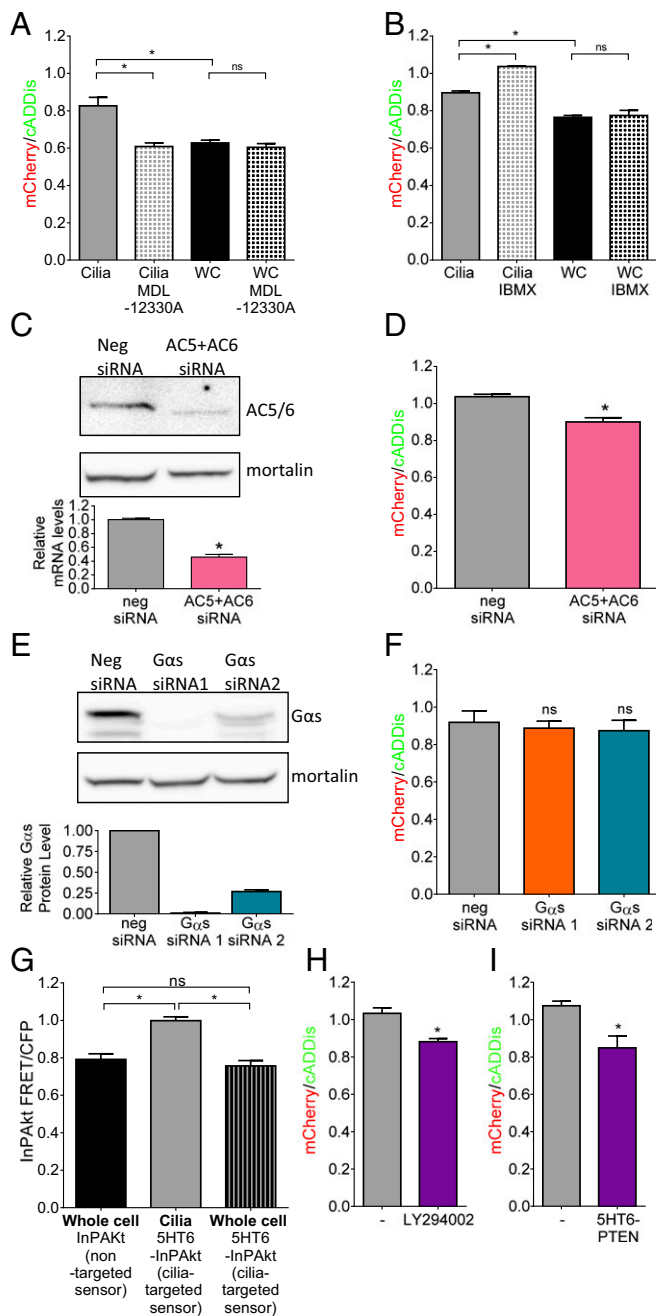 A
mCherry/cADDis
1.0
0.8
0.6
0.4
0.2
0.0
*
*
ns
Cilia
Cilia
MDL
-12330A
WC
WC
MDL
-12330A
B
mCherry/cADDis
1.2
1.0
0.8
0.6
0.4
0.2
0.0
*
*
ns
Cilia
Cilia
IBMX
WC
WC
IBMX
C
Neg
siRNA
AC5+AC6
siRNA
AC5/6
mortalin
Relative
mRNA levels
1.2
1.0
0.8
0.6
0.4
0.2
0.0
*
neg
siRNA
AC5+AC6
siRNA
D
mCherry/cADDis
1.2
1.0
0.8
0.6
0.4
0.2
0.0
*
neg
siRNA
AC5+AC6
siRNA
E
Neg
siRNA
Gαs
siRNA1
Gαs
siRNA2
Gαs
mortalin
Relative Gαs
Protein Level
1.00
0.75
0.50
0.25
0.00
neg
siRNA
Gαs
siRNA 1
Gαs
siRNA 2
F
mCherry/cADDis
1.2
1.0
0.8
0.6
0.4
0.2
0.0
ns
ns
neg
siRNA
Gαs
siRNA 1
Gαs
siRNA 2
G
InPAkt FRET/CFP
1.2
1.0
0.8
0.6
0.4
0.2
0.0
ns
*
*
Whole cell
InPAKt
(non
-targeted
sensor)
Cilia
5HT6
-InPAkt
(cilia-
targeted
sensor)
Whole cell
5HT6
-InPAkt
(cilia-
targeted
sensor)
H
mCherry/cADDis
1.2
1.0
0.8
0.6
0.4
0.2
0.0
*
-
LY294002
I
mCherry/cADDis
1.2
1.0
0.8
0.6
0.4
0.2
0.0
*
-
5HT6-
PTEN